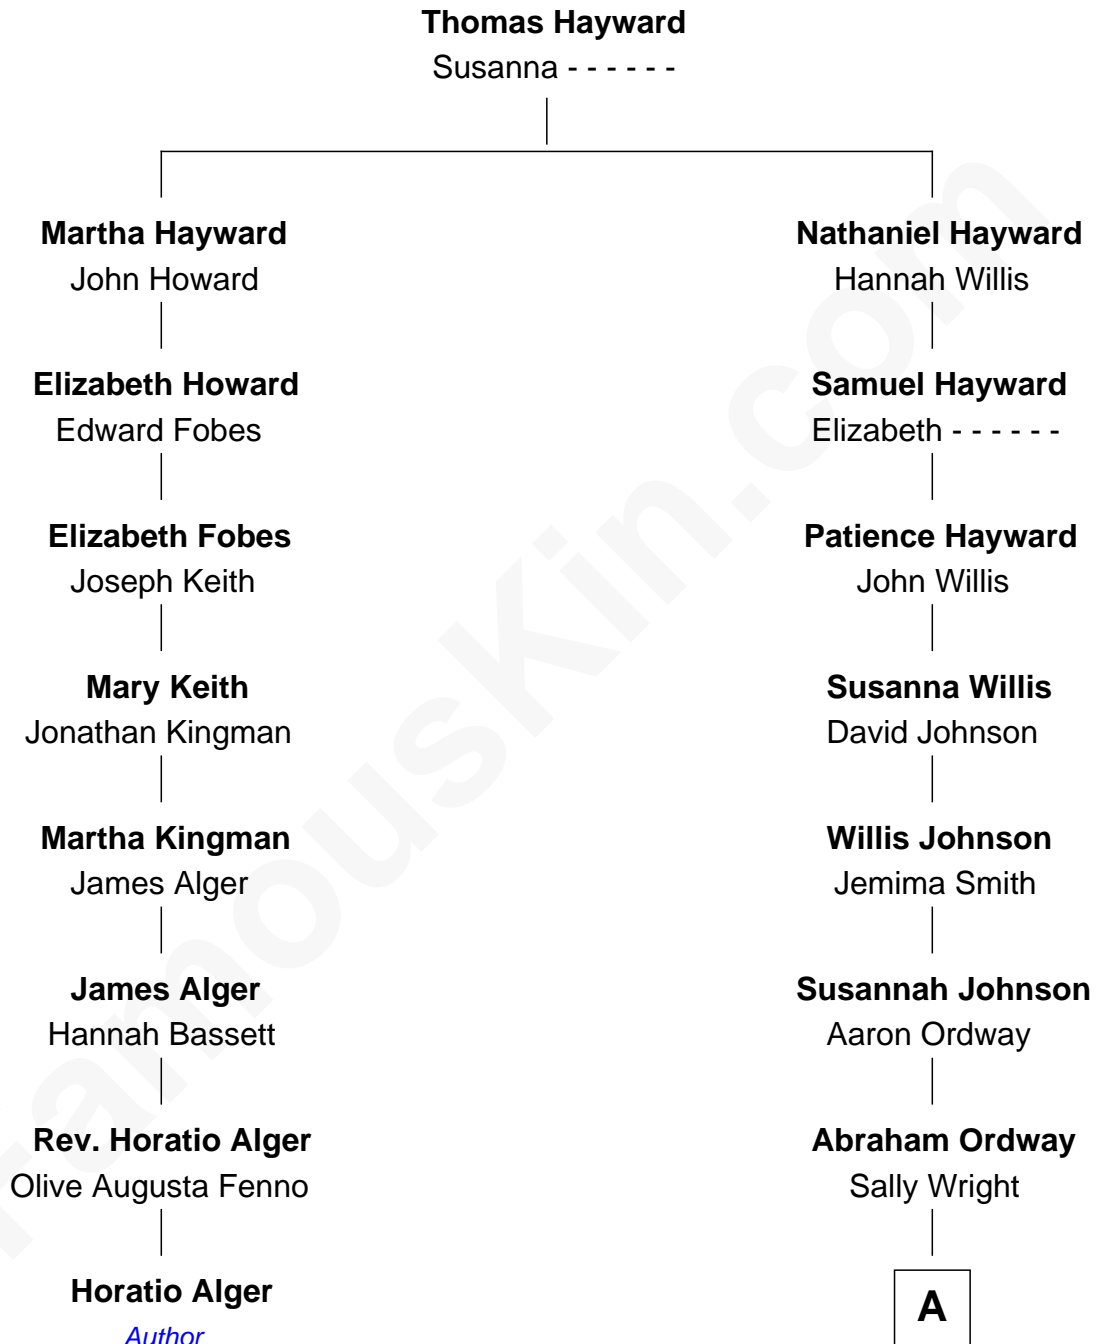 Thomas Hayward
Susanna - - - - - -
Martha Hayward
John Howard
Nathaniel Hayward
Hannah Willis
Elizabeth Howard
Edward Fobes
Samuel Hayward
Elizabeth - - - - - -
Elizabeth Fobes
Joseph Keith
Patience Hayward
John Willis
Mary Keith
Jonathan Kingman
Susanna Willis
David Johnson
Martha Kingman
James Alger
Willis Johnson
Jemima Smith
James Alger
Hannah Bassett
Susannah Johnson
Aaron Ordway
Rev. Horatio Alger
Olive Augusta Fenno
Abraham Ordway
Sally Wright
Horatio Alger
Author
A
FamousKin.com